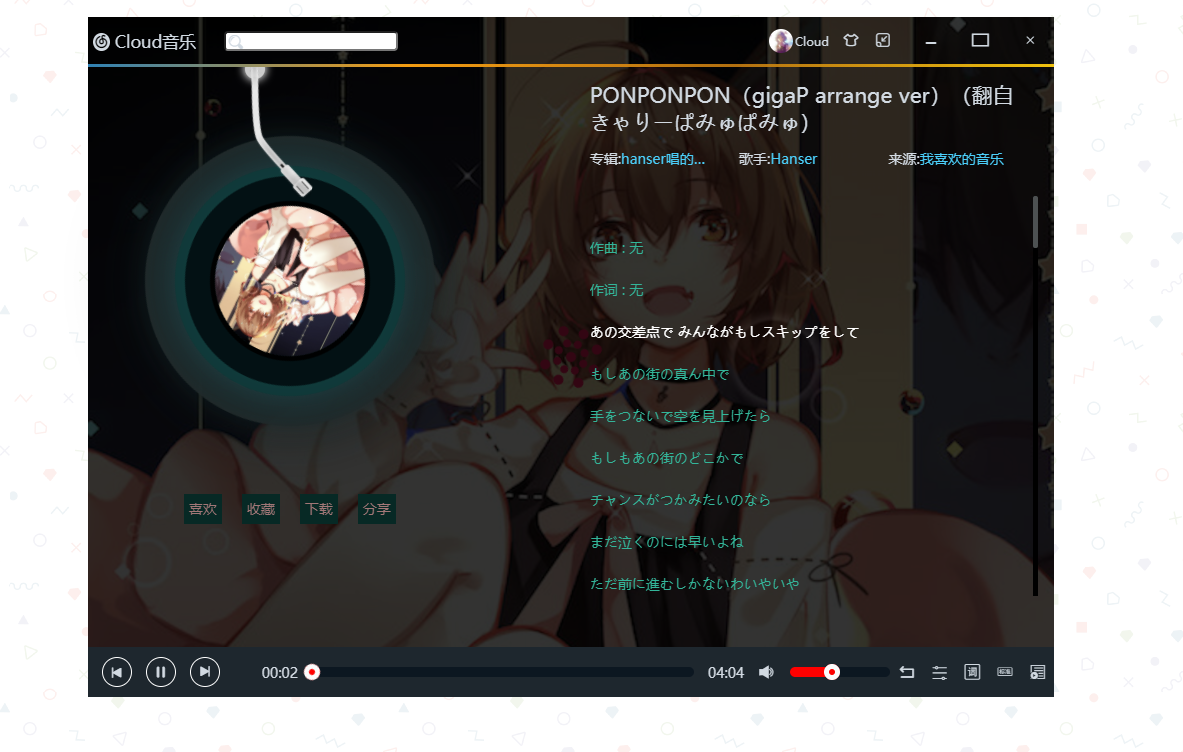 Cloud音乐
Cloud
PONPONPON（gigaP arrange ver）（翻自
きゃりーぱみゅぱみゅ)
专辑:hanser唱的... 歌手:Hanser 来源:我喜欢的音乐
作曲 : 无
作词 : 无
あの交差点で みんながもしスキップをして
もしあの街の真ん中で
手をつないで空を見上げたら
もしもあの街のどこかで
チャンスがつかみたいのなら
まだ泣くのには早いよね
ただ前に進むしかないわいやいや
喜欢 收藏 下载 分享
00:02 04:04 词